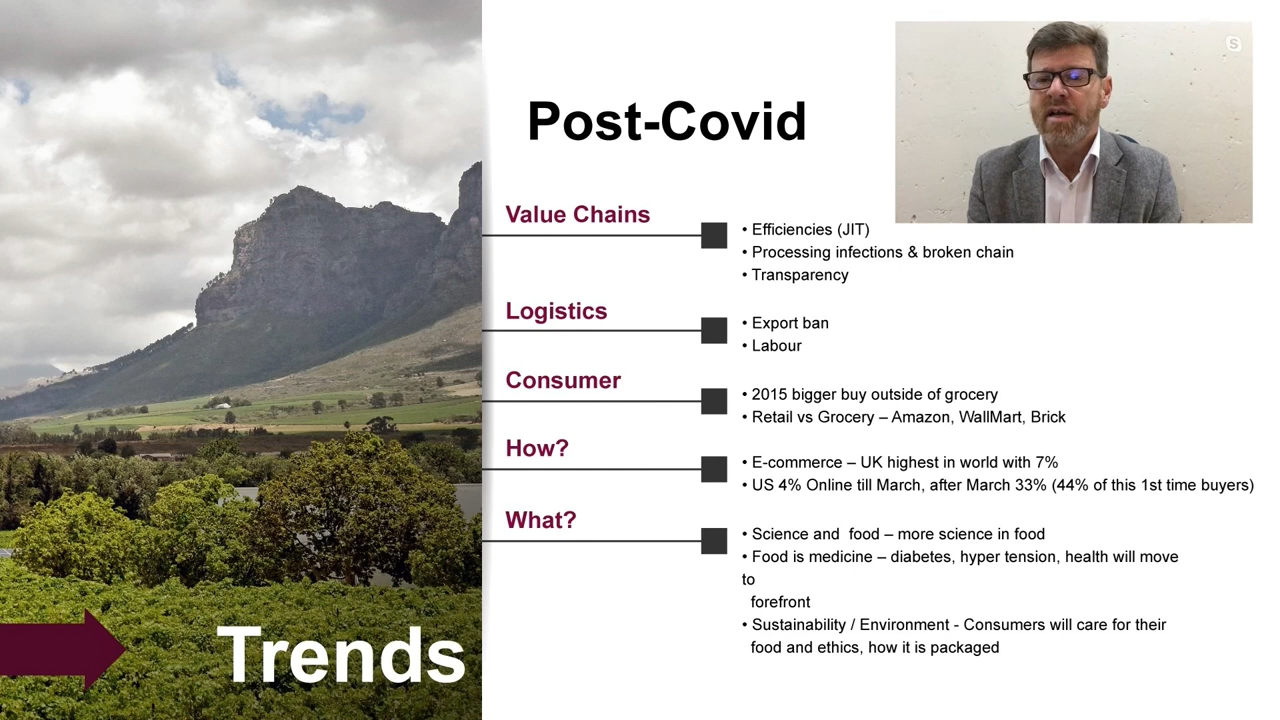 Post-Covid
Value Chains
• Efficiencies (JIT)
• Processing infections & broken chain
• Transparency
Logistics
• Export ban
• Labour
Consumer
• 2015 bigger buy outside of grocery
• Retail vs Grocery – Amazon, WallMart, Brick
How?
• E-commerce – UK highest in world with 7%
• US 4% Online till March, after March 33% (44% of this 1st time buyers)
What?
• Science and  food – more science in food
• Food is medicine – diabetes, hyper tension, health will move
to
forefront
• Sustainability / Environment - Consumers will care for their
food and ethics, how it is packaged
Trends
S